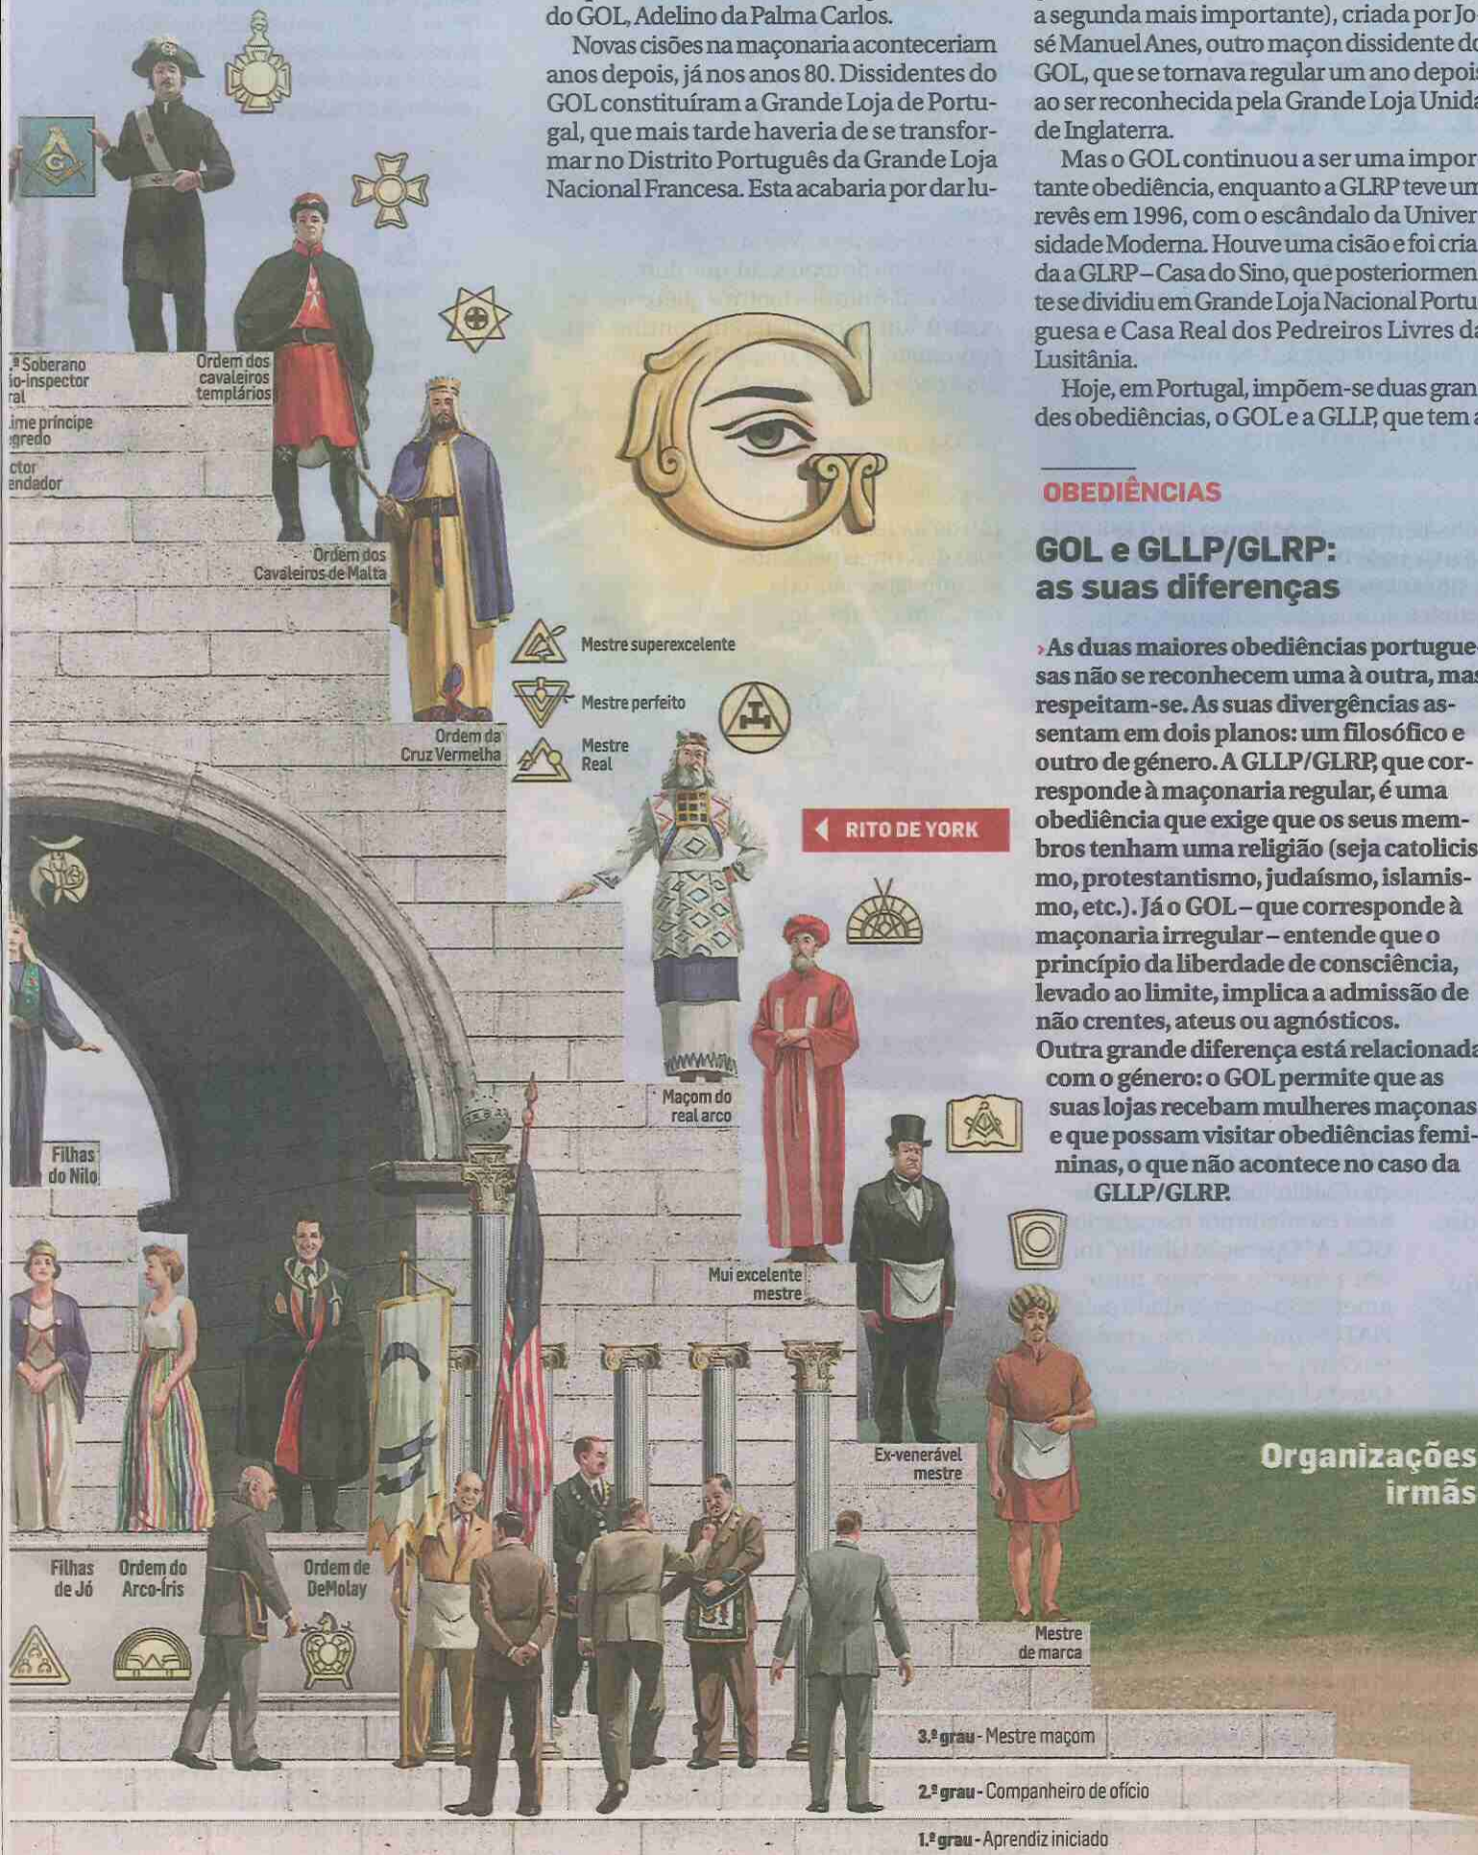 do GOL, Adelino da Palma Carlos.
Novas cisões na maçonaria aconteceriam
anos depois, já nos anos 80. Dissidentes do
GOL constituíram a Grande Loja de Portu-
gal, que mais tarde haveria de se transfor-
mar no Distrito Português da Grande Loja
Nacional Francesa. Esta acabaria por dar lu-
a segunda mais importante), criada por Jo-
sé Manuel Anes, outro maçon dissidente do
GOL, que se tornava regular um ano depois
ao ser reconhecida pela Grande Loja Unida
de Inglaterra.
Mas o GOL continuou a ser uma impor-
tante obediência, enquanto a GLRP teve um
revês em 1996, com o escândalo da Univer-
sidade Moderna. Houve uma cisão e foi cria-
da a GLRP – Casa do Sino, que posteriormen-
te se dividiu em Grande Loja Nacional Portu-
guesa e Casa Real dos Pedreiros Livres da
Lusitânia.
Hoje, em Portugal, impõem-se duas gran-
des obediências, o GOL e a GLLP, que tem a
OBEDIÊNCIAS
GOL e GLLP/GLRP:
as suas diferenças
›As duas maiores obediências portugue-
sas não se reconhecem uma à outra, mas
respeitam-se. As suas divergências as-
sentam em dois planos: um filosófico e
outro de género. A GLLP/GLRP, que cor-
responde à maçonaria regular, é uma
obediência que exige que os seus mem-
bros tenham uma religião (seja catolicis-
mo, protestantismo, judaísmo, islamis-
mo, etc.). Já o GOL – que corresponde à
maçonaria irregular – entende que o
princípio da liberdade de consciência,
levado ao limite, implica a admissão de
não crentes, ateus ou agnósticos.
Outra grande diferença está relacionada
com o género: o GOL permite que as
suas lojas recebam mulheres maçonas
e que possam visitar obediências femi-
ninas, o que não acontece no caso da
GLLP/GLRP.
G
.º Soberano
io-inspector
ral
ime príncipe
egredo
ctor
endador
Ordem dos
cavaleiros
templários
Ordem dos
Cavaleiros de Malta
Ordem da
Cruz Vermelha
Mestre superexcelente
Mestre perfeito
Mestre
Real
RITO DE YORK
Maçom do
real arco
Mui excelente
mestre
Ex-venerável
mestre
Mestre
de marca
Filhas
do Nilo
Filhas
de Jó
Ordem do
Arco-Íris
Ordem de
DeMolay
Organizações
irmãs
3.º grau - Mestre maçom
2.º grau - Companheiro de ofício
1.º grau - Aprendiz iniciado